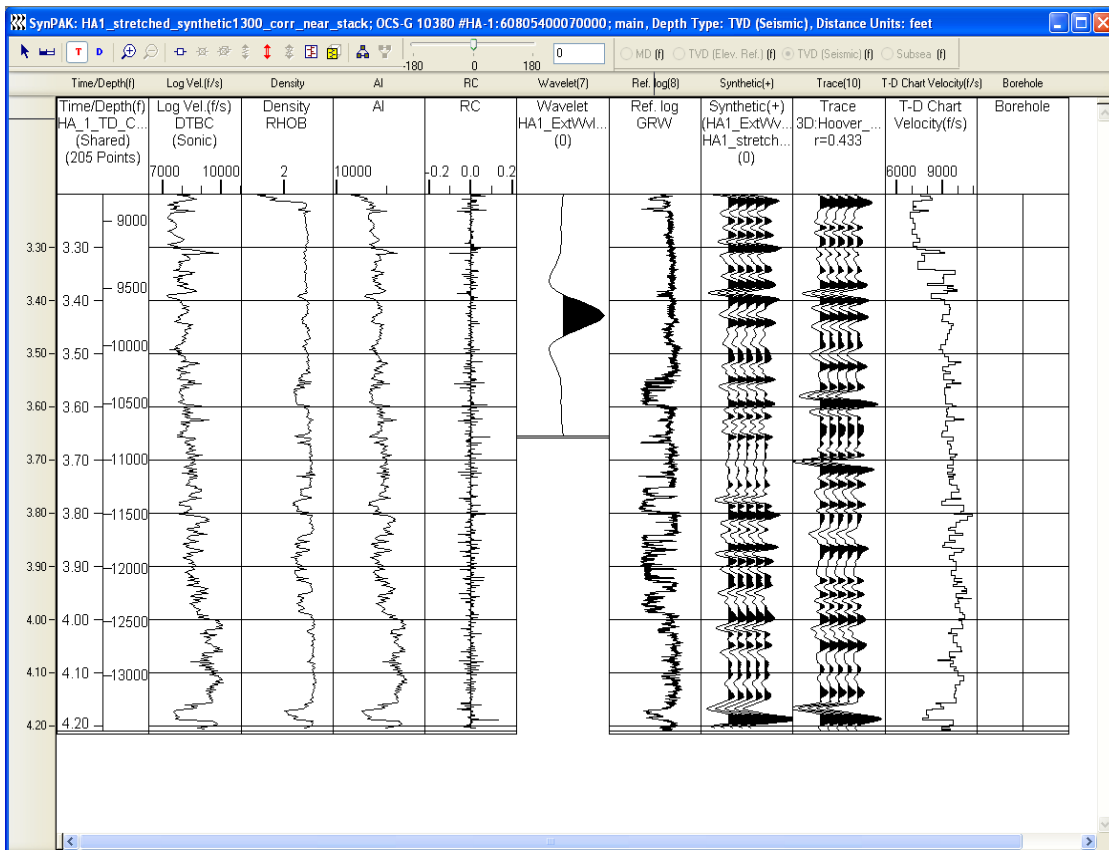 SynPAK: HA1_stretched_synthetic1300_corr_near_stack; OCS-G 10380 #HA-1:60805400070000; main, Depth Type: TVD (Seismic), Distance Units: feet
T D -180 0 180 0 MD (f) TVD (Elev. Ref.) (f) TVD (Seismic) (f) Subsea (f)
Time/Depth(f) Log Vel.(f/s) Density AI RC Wavelet(7) Ref. log(8) Synthetic(+) Trace(10) T-D Chart Velocity(f/s) Borehole
Time/Depth(f) Log Vel.(f/s) Density AI RC Wavelet Ref. log Synthetic(+) Trace T-D Chart Borehole
HA_1_TD_C... DTBC RHOB HA1_ExtWvl... GRW (HA1_ExtWv... 3D:Hoover_... Velocity(f/s)
(Shared) (Sonic) (0) HA1_stretch... r=0.433
(205 Points) (0)
7000 10000 2 10000 -0.2 0.0 0.2 6000 9000
9000
3.30 3.30
9500
3.40 3.40
10000
3.50 3.50
10500
3.60 3.60
11000
3.70 3.70
11500
3.80 3.80
12000
3.90 3.90
4.00 4.00 12500
13000
4.10 4.10
4.20 4.20